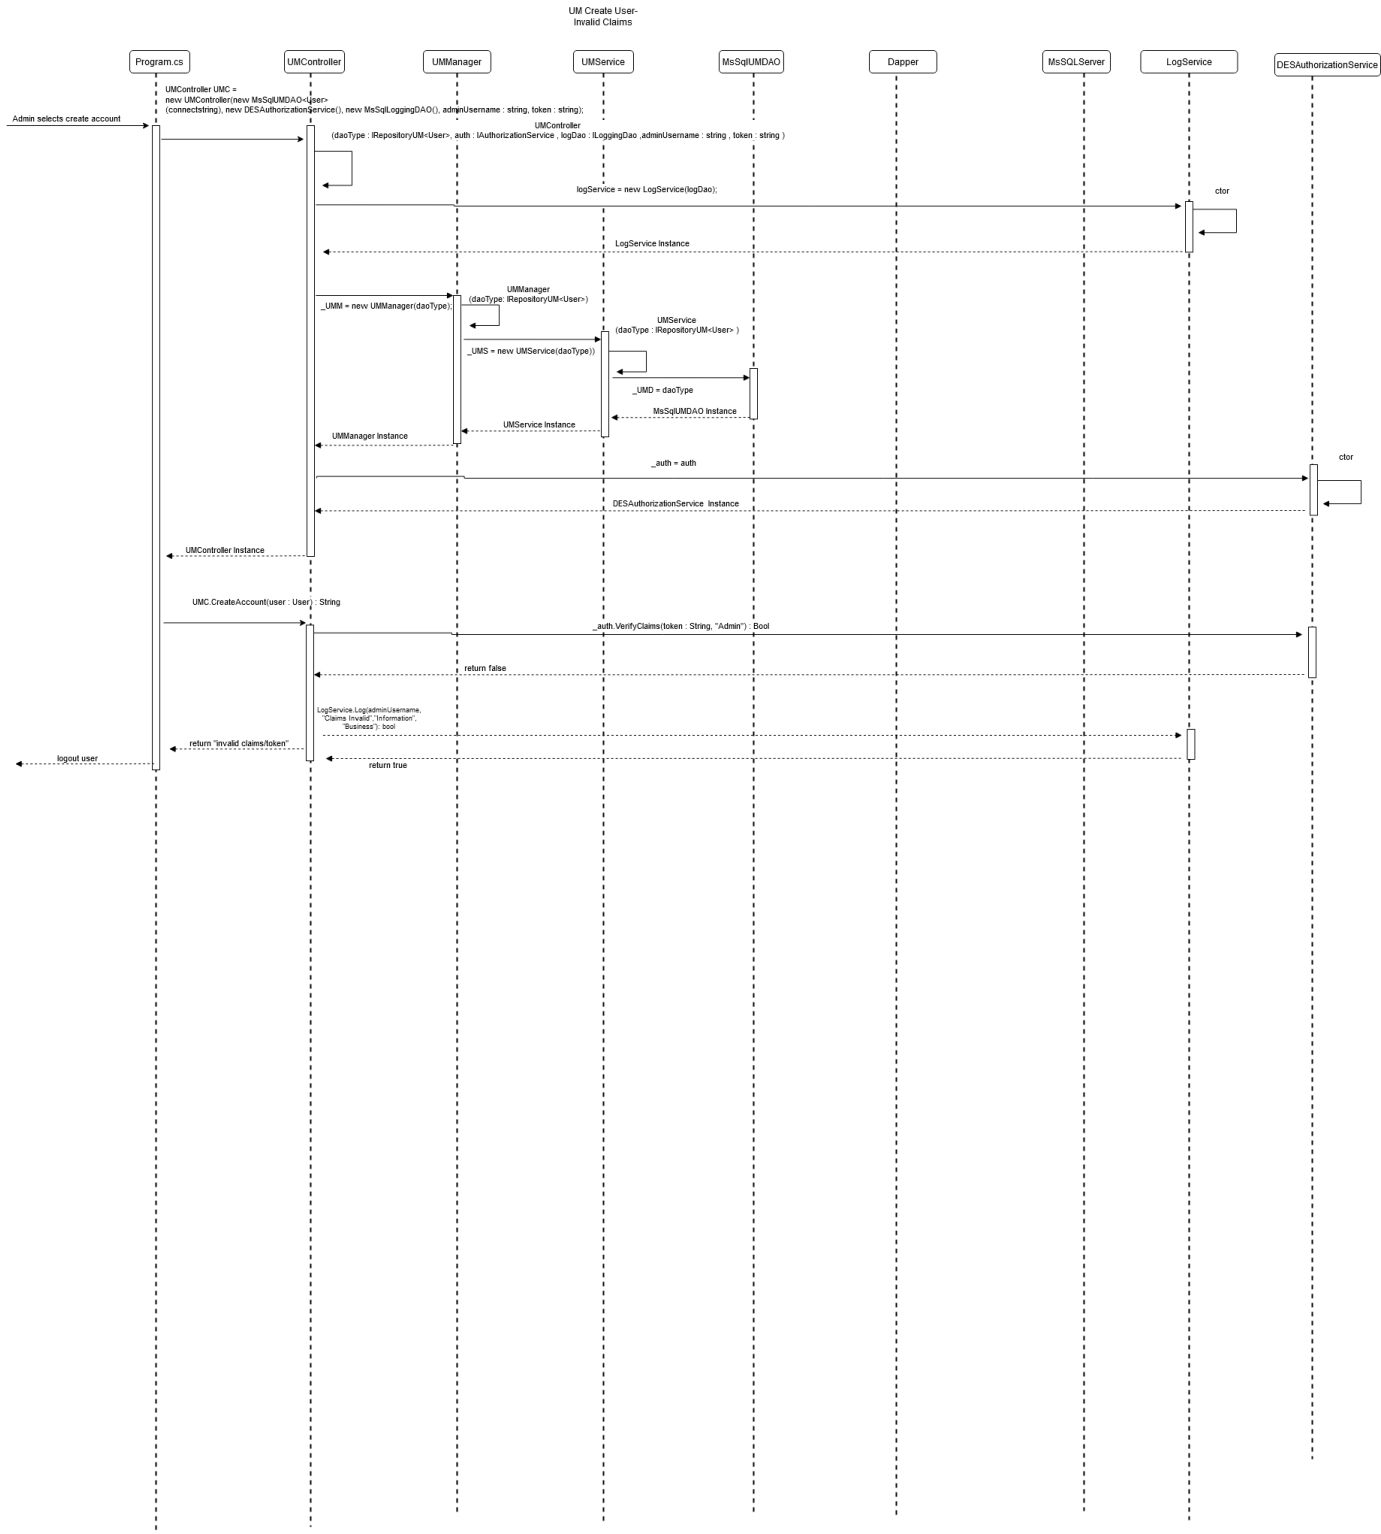 UM Create User-
Invalid Claims
Program.cs
UMController
UMManager
UMService
MsSqlUMDAO
Dapper
MsSQLServer
LogService
DESAuthorizationService
UMController UMC =
new UMController(new MsSqlUMDAO<User>
(connectstring), new DESAuthorizationService(), new MsSqlLoggingDAO(), adminUsername : string, token : string);
Admin selects create account
UMController
(daoType : IRepositoryUM<User>, auth : IAuthorizationService , logDao : ILoggingDao ,adminUsername : string , token : string )
logService = new LogService(logDao);
ctor
LogService Instance
UMManager
(daoType: IRepositoryUM<User>)
_UMM = new UMManager(daoType);
UMService
(daoType : IRepositoryUM<User> )
_UMS = new UMService(daoType))
_UMD = daoType
MsSqlUMDAO Instance
UMService Instance
UMManager Instance
_auth = auth
ctor
DESAuthorizationService Instance
UMController Instance
UMC.CreateAccount(user : User) : String
_auth.VerifyClaims(token : String, "Admin") : Bool
return false
LogService.Log(adminUsername,
"Claims Invalid","Information",
"Business"): bool
return "invalid claims/token"
logout user
return true